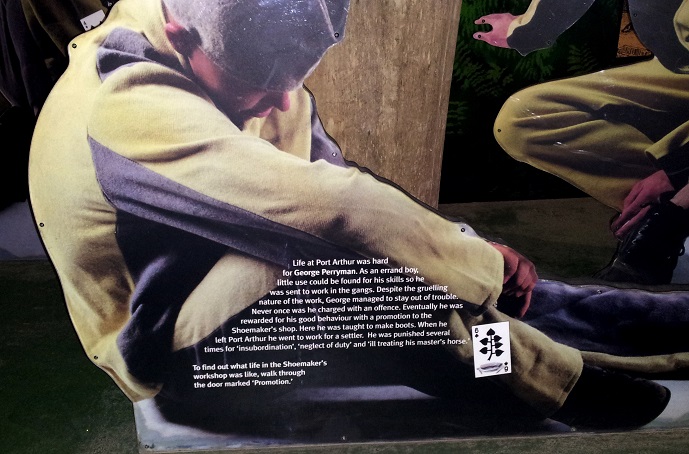 Life at Port Arthur was hard
for George Perryman. As an errand boy,
little use could be found for his skills so he
was sent to work in the gangs. Despite the gruelling
nature of the work, George managed to stay out of trouble.
Never once was he charged with an offence. Eventually he was
rewarded for his good behaviour with a promotion to the
Shoemaker's shop. Here he was taught to make boots. When he
left Port Arthur he went to work for a settler. He was punished several
times for 'insubordination', 'neglect of duty' and 'ill treating his master's horse.'
To find out what life in the Shoemaker's
workshop was like, walk through
the door marked 'Promotion.'